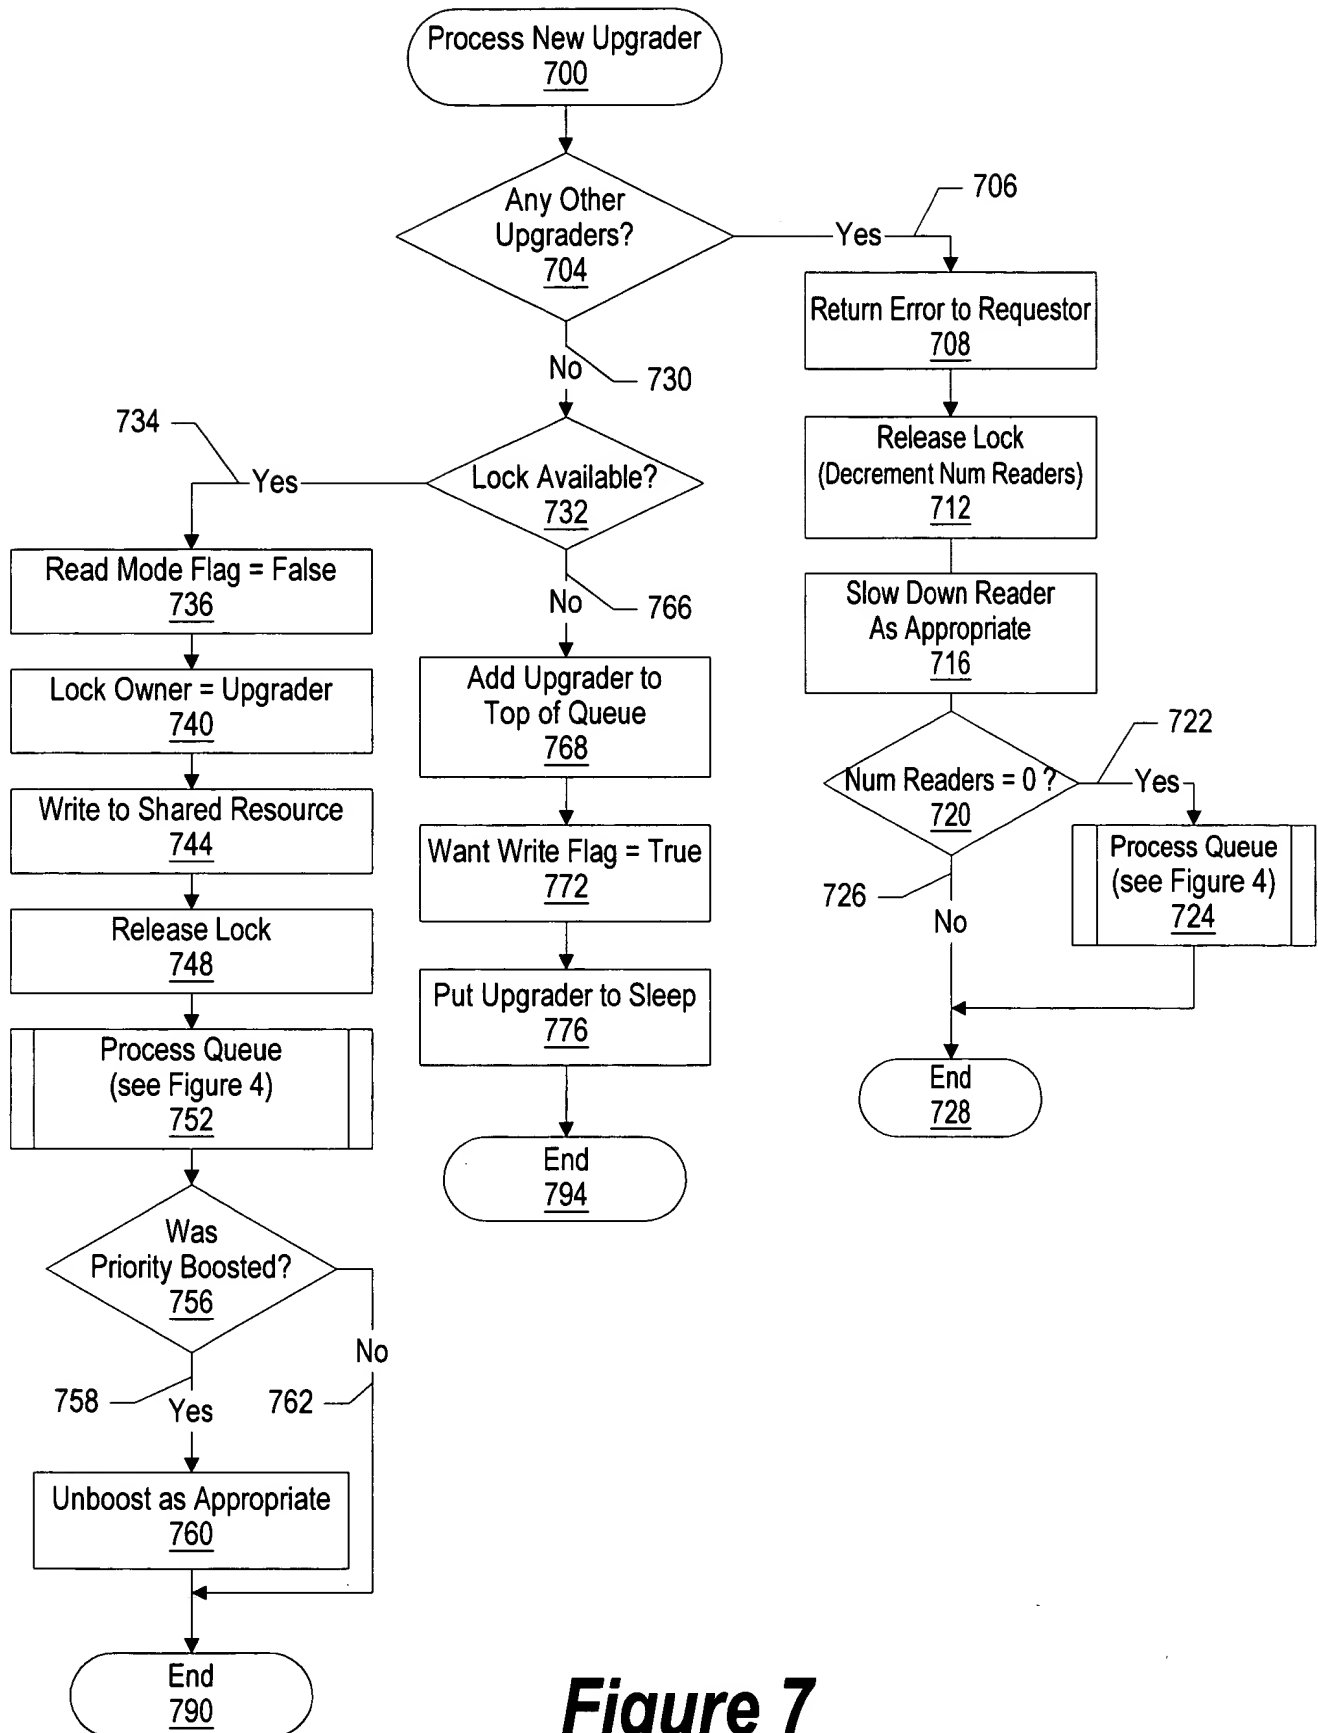 Process New Upgrader
700
Any Other
Upgraders?
704
Yes
706
Return Error to Requestor
708
Release Lock
(Decrement Num Readers)
712
Slow Down Reader
As Appropriate
716
Num Readers = 0 ?
720
722
Yes
Process Queue
(see Figure 4)
724
726
No
End
728
No
730
Lock Available?
732
734
Yes
Read Mode Flag = False
736
Lock Owner = Upgrader
740
Write to Shared Resource
744
Release Lock
748
Process Queue
(see Figure 4)
752
Was
Priority Boosted?
756
758
Yes
762
No
Unboost as Appropriate
760
End
790
No
766
Add Upgrader to
Top of Queue
768
Want Write Flag = True
772
Put Upgrader to Sleep
776
End
794
Figure 7